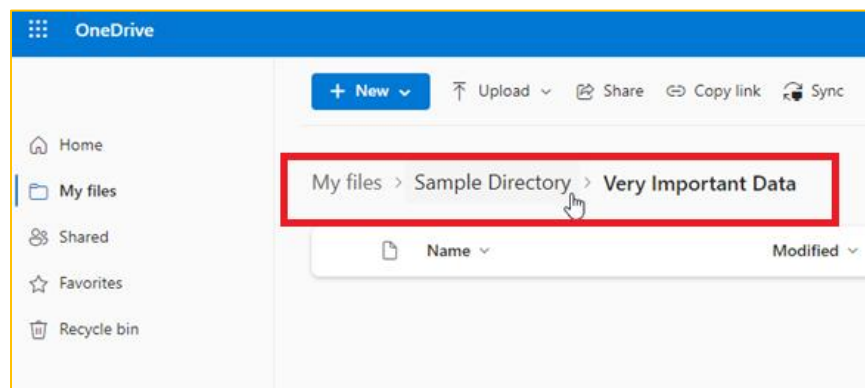 OneDrive
+ New Upload Share Copy link Sync
Home
My files
Shared
Favorites
Recycle bin
My files > Sample Directory > Very Important Data
Name Modified